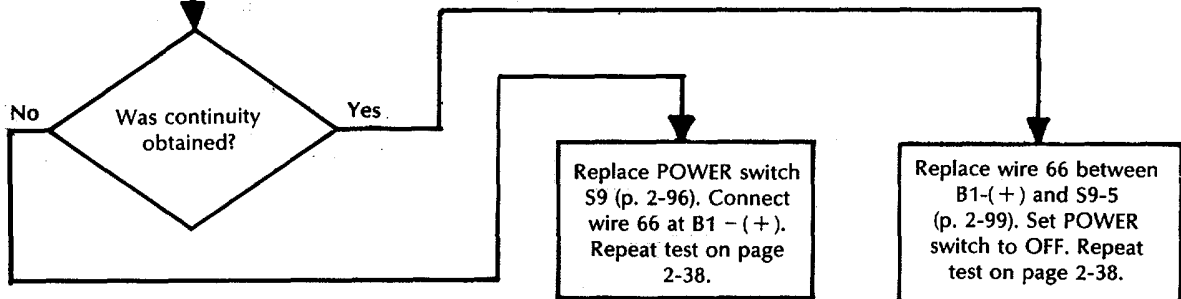 No
Was continuity
obtained?
Yes
Replace POWER switch
S9 (p. 2-96). Connect
wire 66 at B1 – (+).
Repeat test on page
2-38.
Replace wire 66 between
B1-(+) and S9-5
(p. 2-99). Set POWER
switch to OFF. Repeat
test on page 2-38.